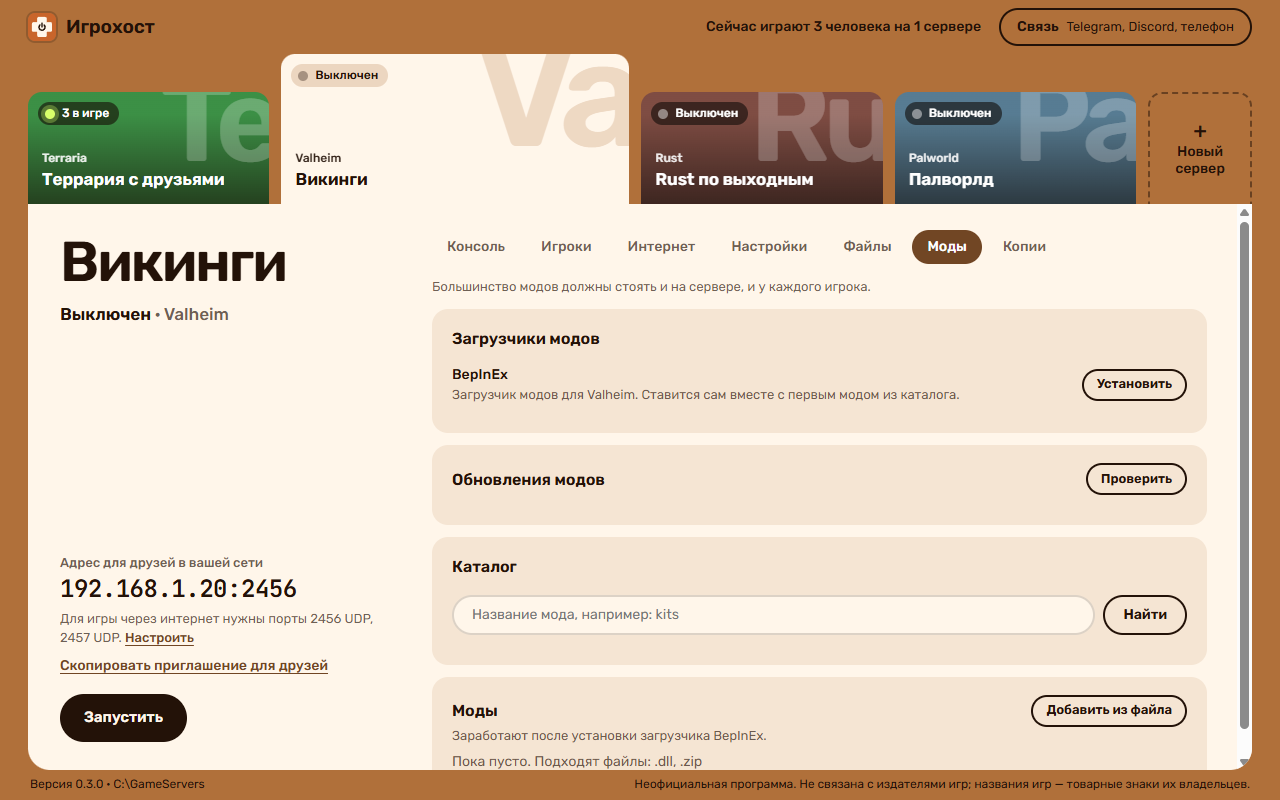 Игрохост
Сейчас играют 3 человека на 1 сервере
Связь Telegram, Discord, телефон
3 в игре
Te
Terraria
Террария с друзьями
Выключен
Va
Valheim
Викинги
Выключен
Ru
Rust
Rust по выходным
Выключен
Pa
Palworld
Палворлд
+
Новый
сервер
Викинги
Выключен • Valheim
Адрес для друзей в вашей сети
192.168.1.20:2456
Для игры через интернет нужны порты 2456 UDP,
2457 UDP. Настроить
Скопировать приглашение для друзей
Запустить
Консоль Игроки Интернет Настройки Файлы Моды Копии
Большинство модов должны стоять и на сервере, и у каждого игрока.
Загрузчики модов
BepInEx
Загрузчик модов для Valheim. Ставится сам вместе с первым модом из каталога.
Установить
Обновления модов
Проверить
Каталог
Название мода, например: kits
Найти
Моды
Добавить из файла
Заработают после установки загрузчика BepInEx.
Пока пусто. Подходят файлы: .dll, .zip
Версия 0.3.0 • C:\GameServers
Неофициальная программа. Не связана с издателями игр; названия игр — товарные знаки их владельцев.